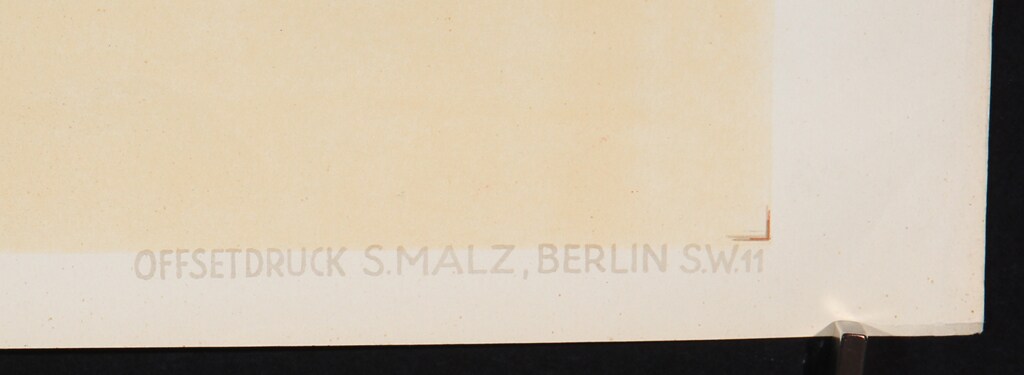 OFFSETDRUCK S.MALZ, BERLIN S.W.11